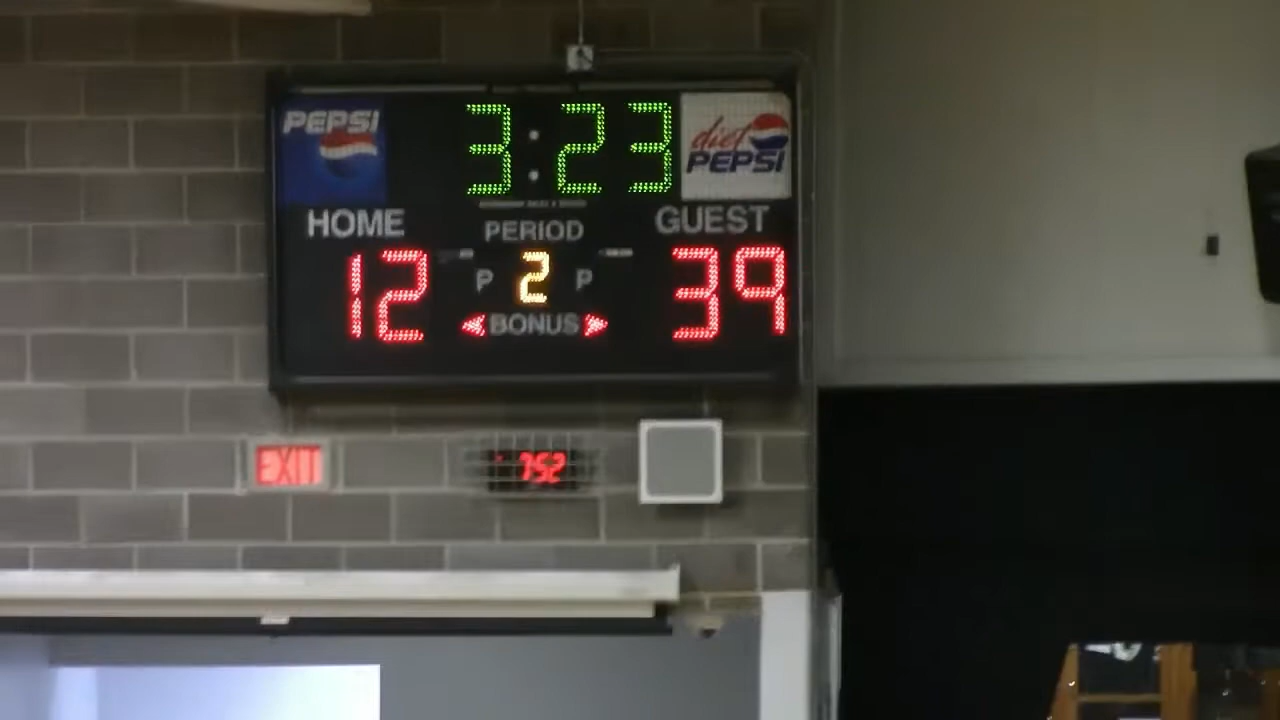 PEPSI
3:23
diet
PEPSI
HOME
PERIOD
GUEST
12
P 2 P
39
BONUS
EXIT
752